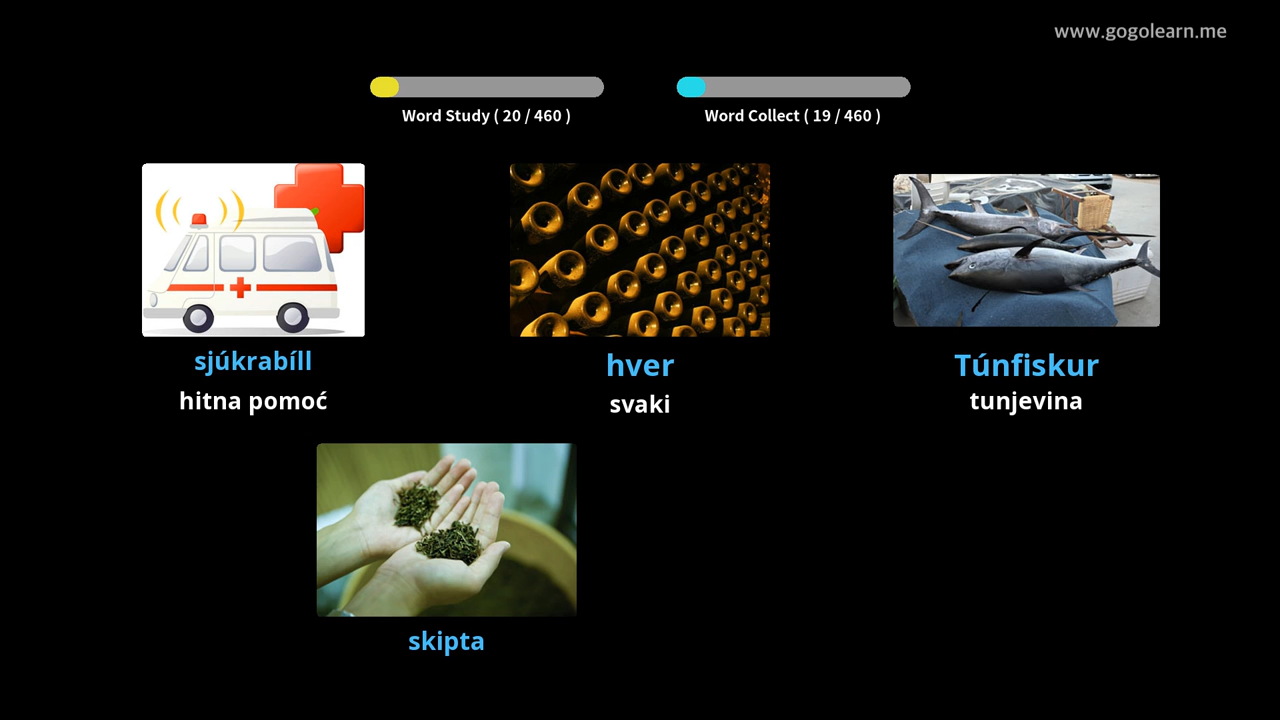 www.gogolearn.me
Word Study ( 20 / 460 )
Word Collect ( 19 / 460 )
sjúkrabíll
hitna pomoć
hver
svaki
Túnfiskur
tunjevina
skipta